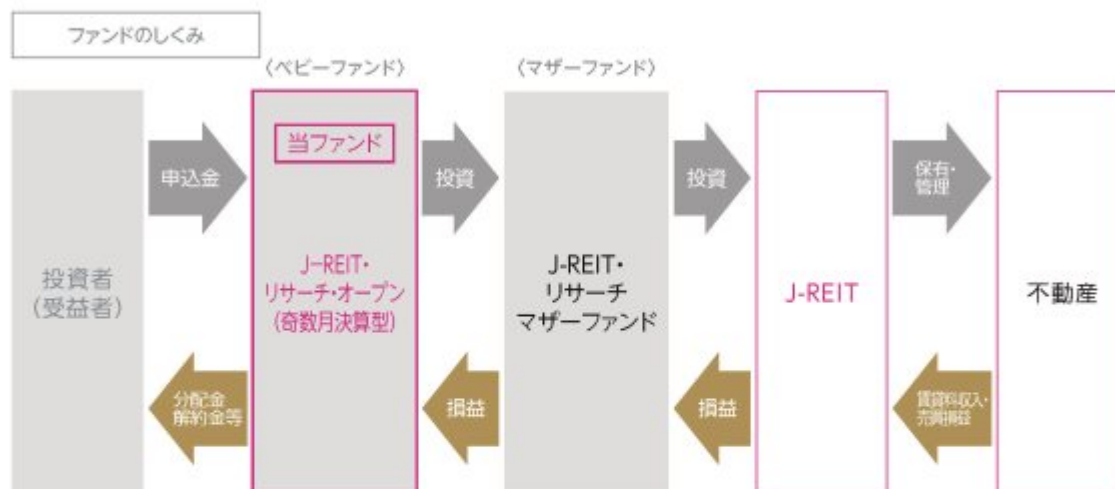 ファンドのしくみ
〈ベビーファンド〉
〈マザーファンド〉
投資者
(受益者)
申込金
分配金
解約金等
当ファンド
J-REIT・
リサーチ・オープン
(奇数月決算型)
投資
損益
J-REIT・
リサーチ
マザーファンド
投資
損益
J-REIT
保有・
管理
賃貸料収入・
売買損益
不動産